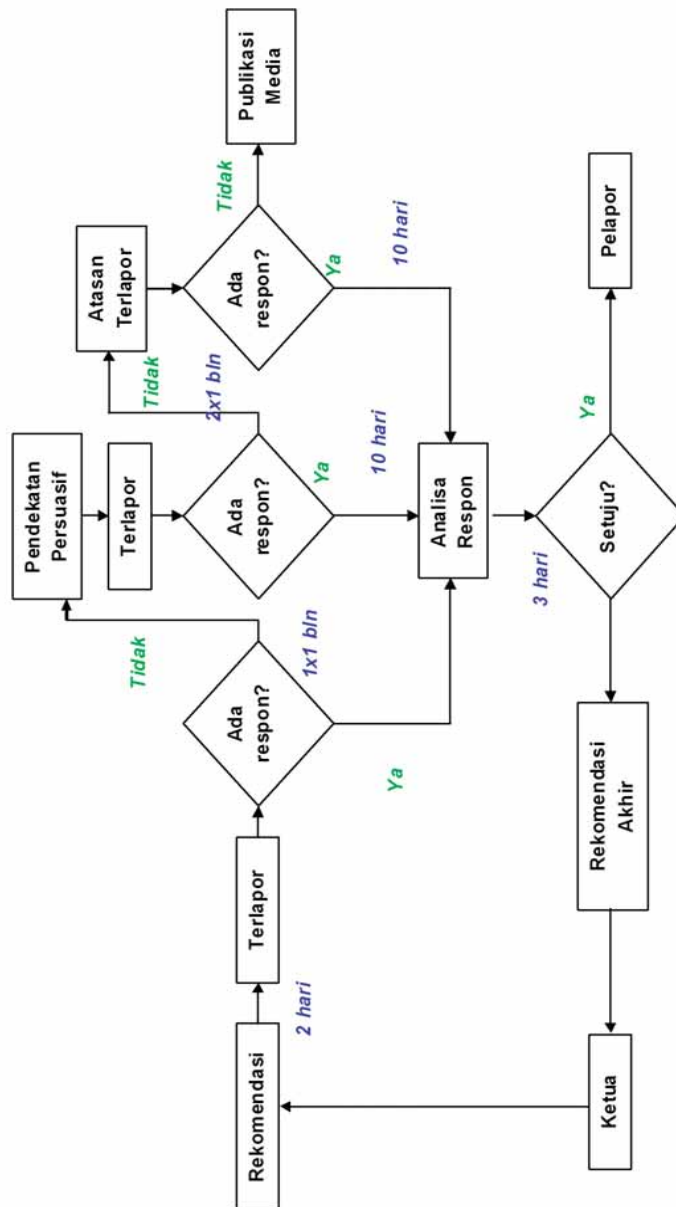 Rekomendasi
2 hari
Terlapor
Ada
respon?
Tidak
1x1 bln
Ya
Pendekatan
Persuasif
Terlapor
Ada
respon?
Tidak
2x1 bln
Ya
10 hari
Atasan
Terlapor
Ada
respon?
Tidak
Ya
10 hari
Publikasi
Media
Analisa
Respon
3 hari
Setuju?
Ya
Pelapor
Rekomendasi
Akhir
Ketua